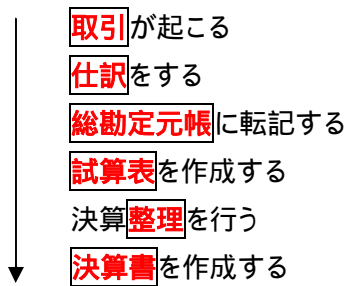 取引が起こる
仕訳をする
総勘定元帳に転記する
試算表を作成する
決算整理を行う
決算書を作成する